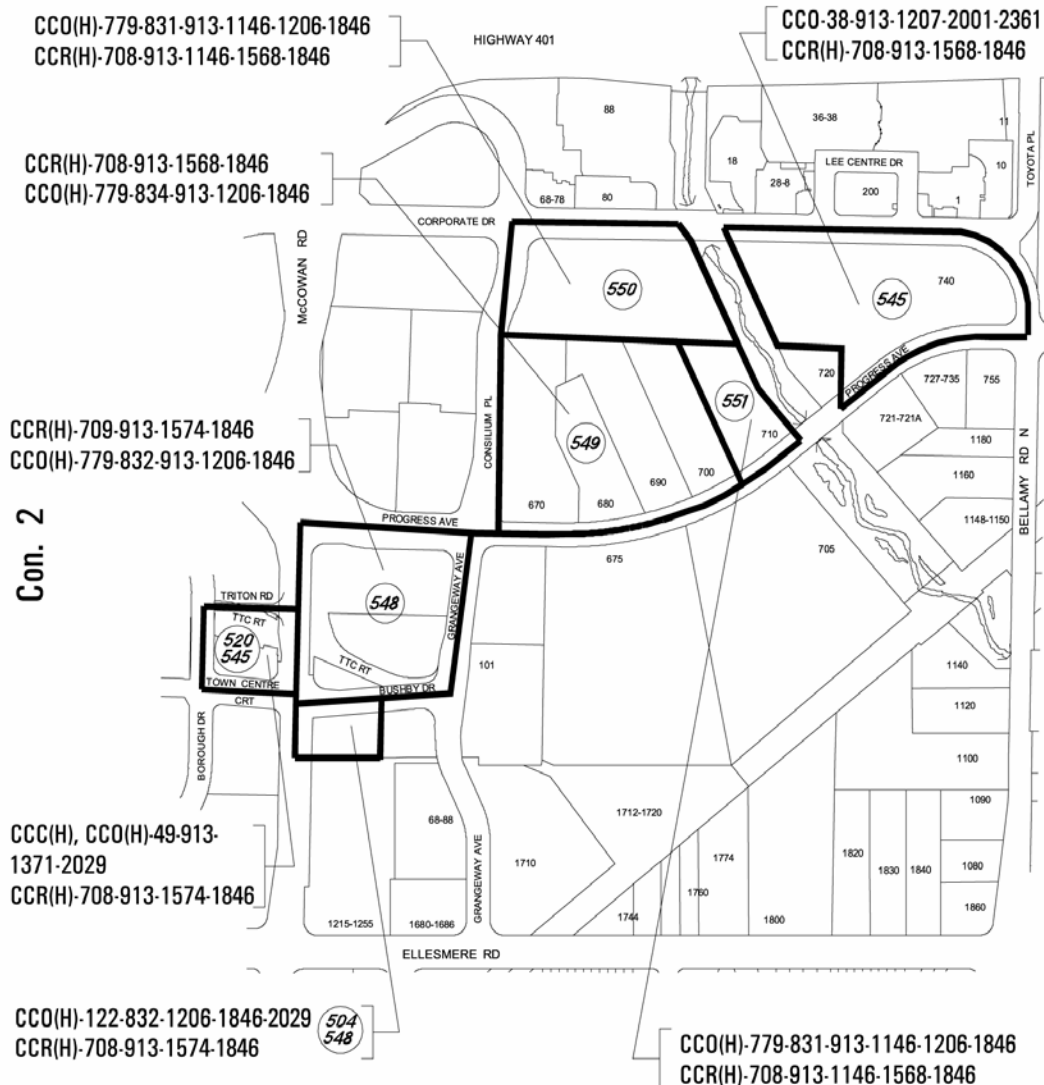 CCO(H)-779-831-913-1146-1206-1846
CCR(H)-708-913-1146-1568-1846
HIGHWAY 401
CCO-38-913-1207-2001-2361
CCR(H)-708-913-1568-1846
88
36-38
11
18
LEE CENTRE DR
10
TOYOTA PL
CCR(H)-708-913-1568-1846
CCO(H)-779-834-913-1206-1846
68-78
80
28-8
200
1
CORPORATE DR
McCOWAN RD
550
545
740
CONSILIUM PL
720
PROGRESS AVE
727-735
755
551
721-721A
CCR(H)-709-913-1574-1846
CCO(H)-779-832-913-1206-1846
549
710
1180
BELLAMY RD N
700
690
1160
670
680
1148-1150
PROGRESS AVE
Con. 2
675
705
GRANGEWAY AVE
TRITON RD
548
TTC RT
520
545
TTC RT
101
1140
TOWN CENTRE
BUSHBY DR
CRT
1120
BOROUGH DR
1100
1090
68-88
1712-1720
CCC(H), CCO(H)-49-913-
1371-2029
CCR(H)-708-913-1574-1846
GRANGEWAY AVE
1710
1774
1820
1830
1840
1080
1760
1860
1215-1255
1680-1686
1744
1800
ELLESMERE RD
CCO(H)-122-832-1206-1846-2029
504
548
CCR(H)-708-913-1574-1846
CCO(H)-779-831-913-1146-1206-1846
CCR(H)-708-913-1146-1568-1846